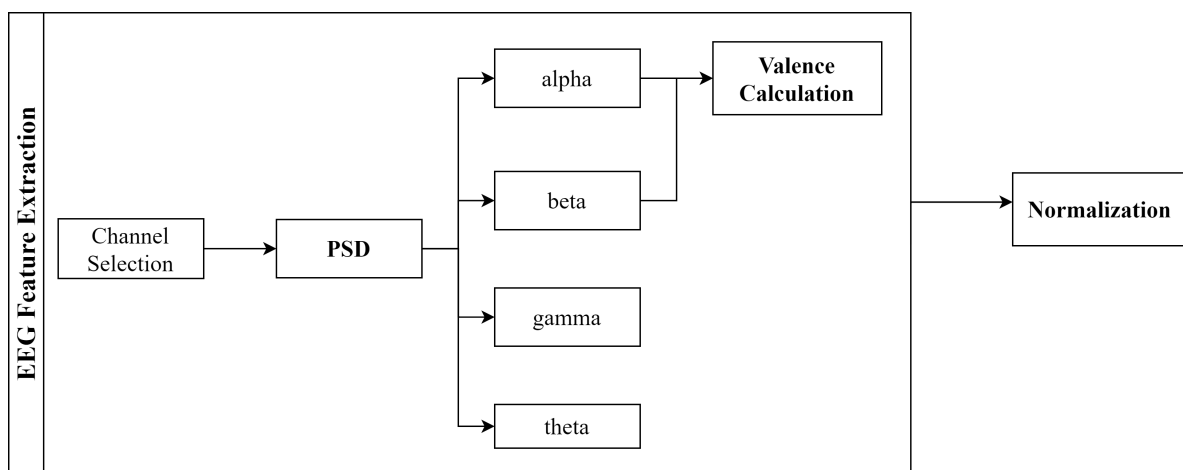 EEG Feature Extraction
Channel
Selection
PSD
alpha
beta
gamma
theta
Valence
Calculation
Normalization